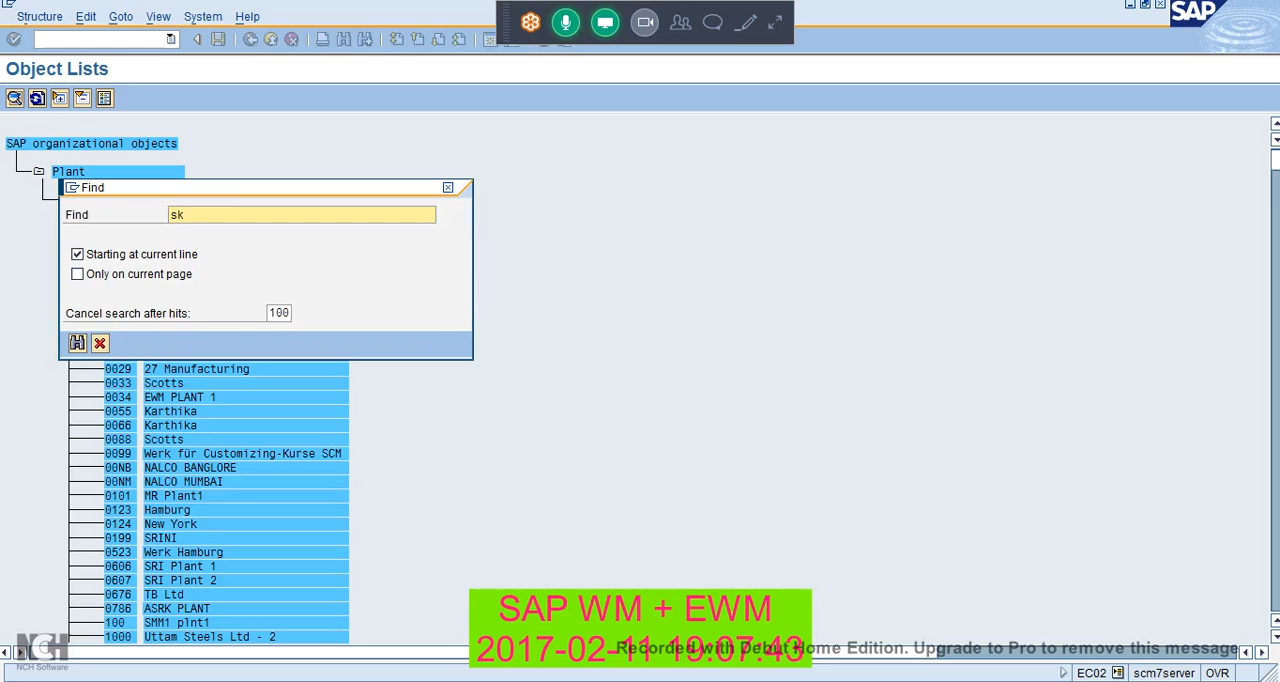 Structure Edit Goto View System Help
SAP
Object Lists
SAP organizational objects
Plant
Find
Find sk
Starting at current line
Only on current page
Cancel search after hits: 100
0029 27 Manufacturing
0033 Scotts
0034 EWM PLANT 1
0055 Karthika
0066 Karthika
0088 Scotts
0099 Werk für Customizing-Kurse SCM
00NB NALCO BANGLORE
00NM NALCO MUMBAI
0101 MR Plant1
0123 Hamburg
0124 New York
0199 SRINI
0523 Werk Hamburg
0606 SRI Plant 1
0607 SRI Plant 2
0676 TB Ltd
0786 ASRK PLANT
100 SMM1 plnt1
1000 Uttam Steels Ltd - 2
SAP WM + EWM
2017-02-11 19:07:43
Recorded with Debut Home Edition. Upgrade to Pro to remove this message
NCH
NCH Software
EC02 scm7server OVR